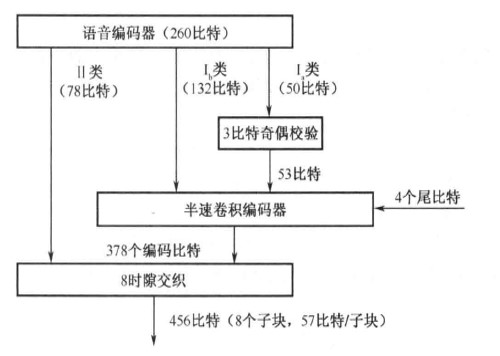 语音编码器（260比特）
II类
（78比特）
Ib类
（132比特）
Ia类
（50比特）
3比特奇偶校验
53比特
4个尾比特
半速卷积编码器
378个编码比特
8时隙交织
456比特（8个子块，57比特/子块）